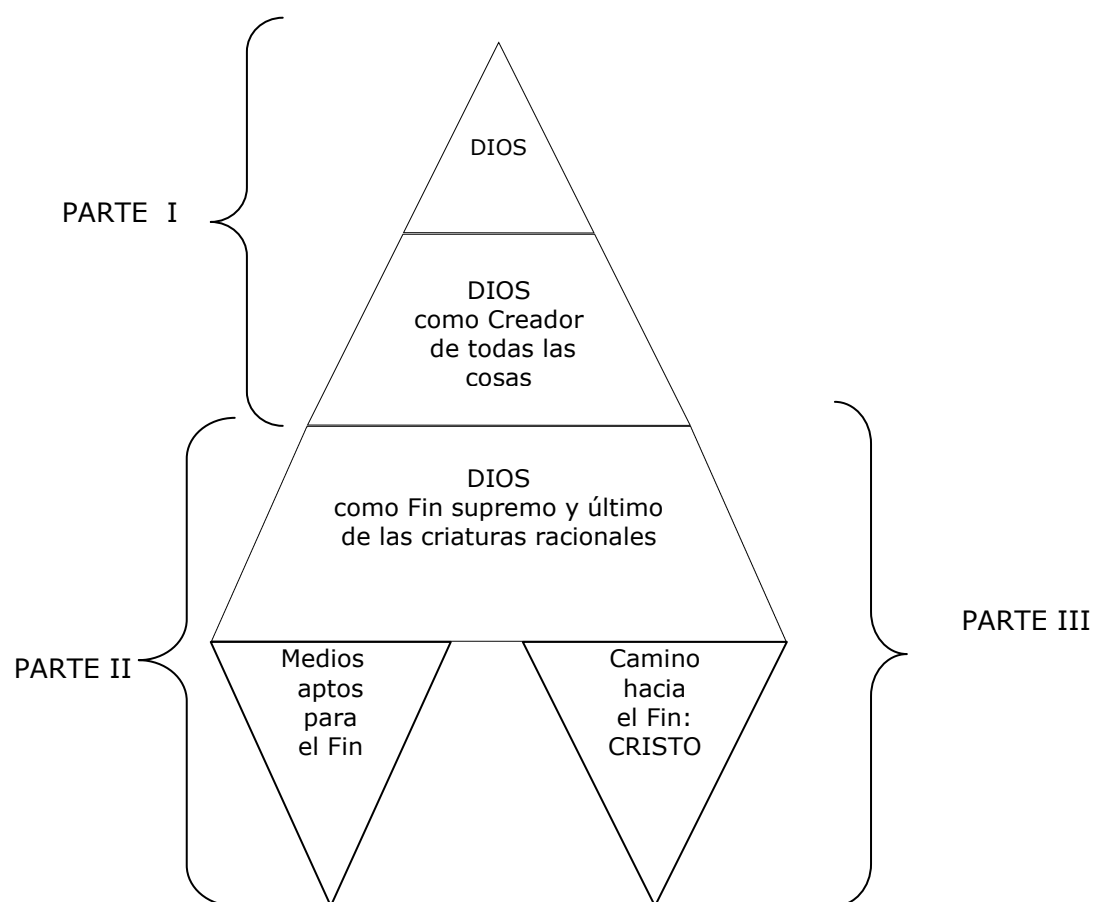 DIOS
PARTE I
DIOS
como Creador
de todas las
cosas
DIOS
como Fin supremo y último
de las criaturas racionales
PARTE III
PARTE II
Medios
aptos
para
el Fin
Camino
hacia
el Fin:
CRISTO